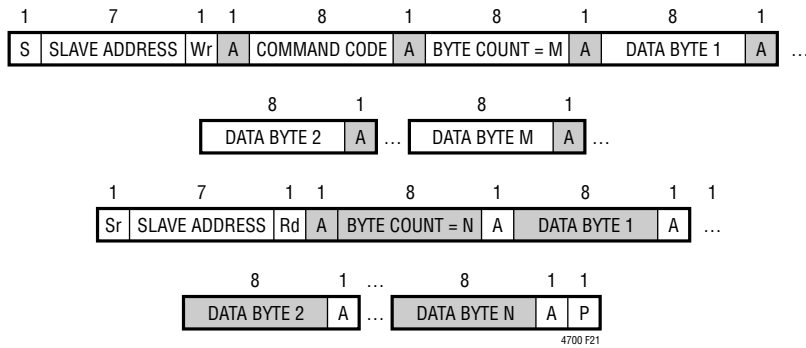 1 7 1 1 8 1 8 1 8 1
S SLAVE ADDRESS Wr A COMMAND CODE A BYTE COUNT = M A DATA BYTE 1 A …
8 1 8 1
DATA BYTE 2 A … DATA BYTE M A …
1 7 1 1 8 1 8 1 1
Sr SLAVE ADDRESS Rd A BYTE COUNT = N A DATA BYTE 1 A …
8 1 … 8 1 1
DATA BYTE 2 A … DATA BYTE N A P
4700 F21